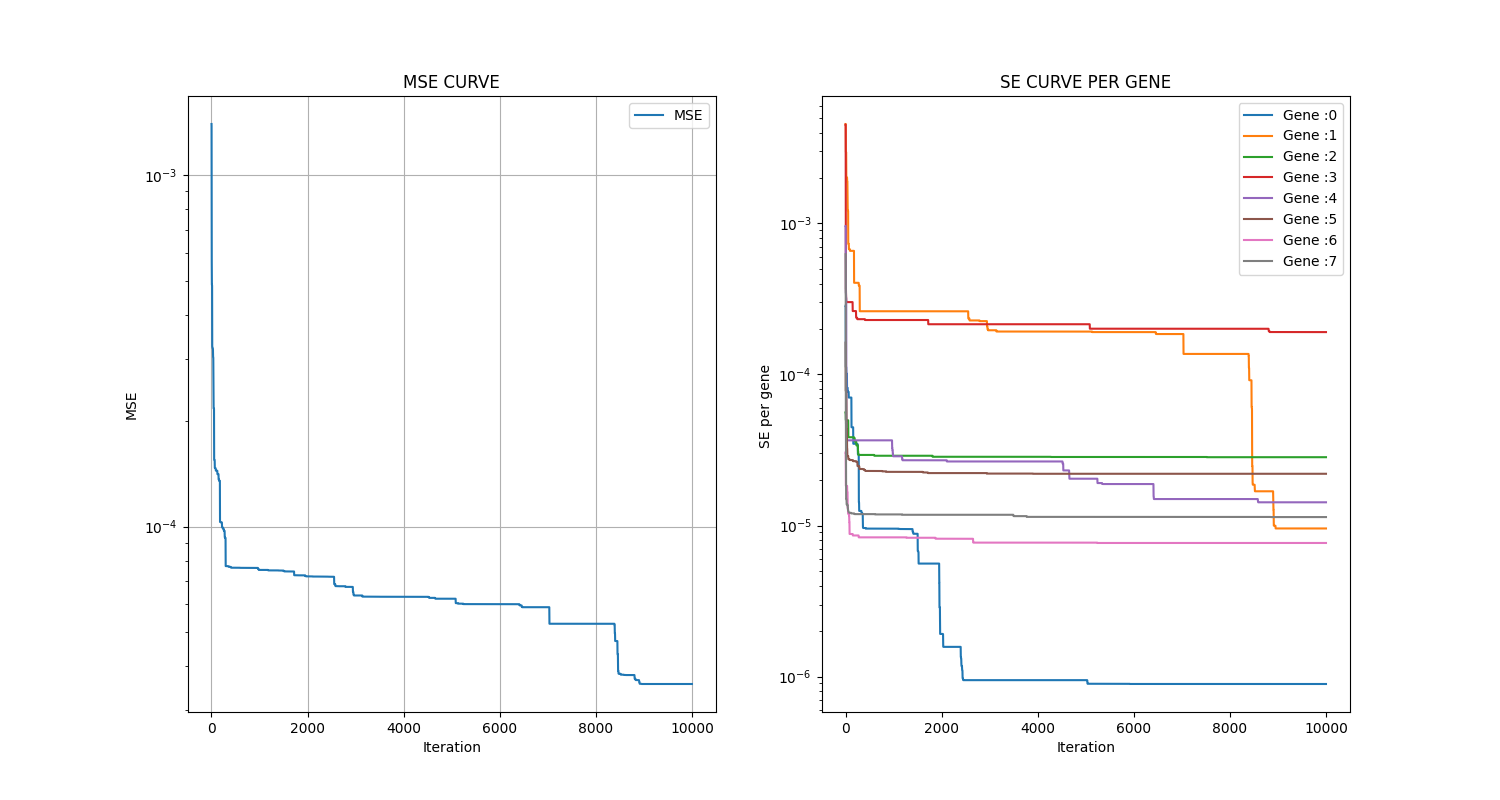 MSE CURVE
MSE
10⁻³
10⁻⁴
MSE
0 2000 4000 6000 8000 10000
Iteration
SE CURVE PER GENE
Gene :0
Gene :1
Gene :2
Gene :3
Gene :4
Gene :5
Gene :6
Gene :7
10⁻³
10⁻⁴
10⁻⁵
10⁻⁶
SE per gene
0 2000 4000 6000 8000 10000
Iteration